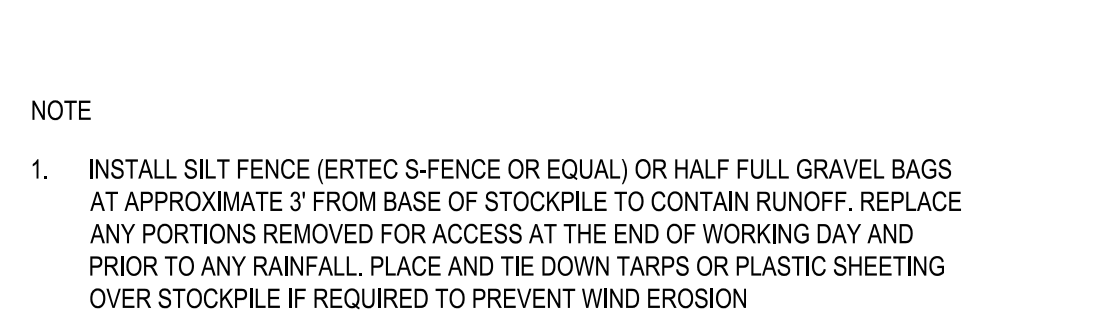 NOTE
1. INSTALL SILT FENCE (ERTEC S-FENCE OR EQUAL) OR HALF FULL GRAVEL BAGS
AT APPROXIMATE 3' FROM BASE OF STOCKPILE TO CONTAIN RUNOFF. REPLACE
ANY PORTIONS REMOVED FOR ACCESS AT THE END OF WORKING DAY AND
PRIOR TO ANY RAINFALL. PLACE AND TIE DOWN TARPS OR PLASTIC SHEETING
OVER STOCKPILE IF REQUIRED TO PREVENT WIND EROSION